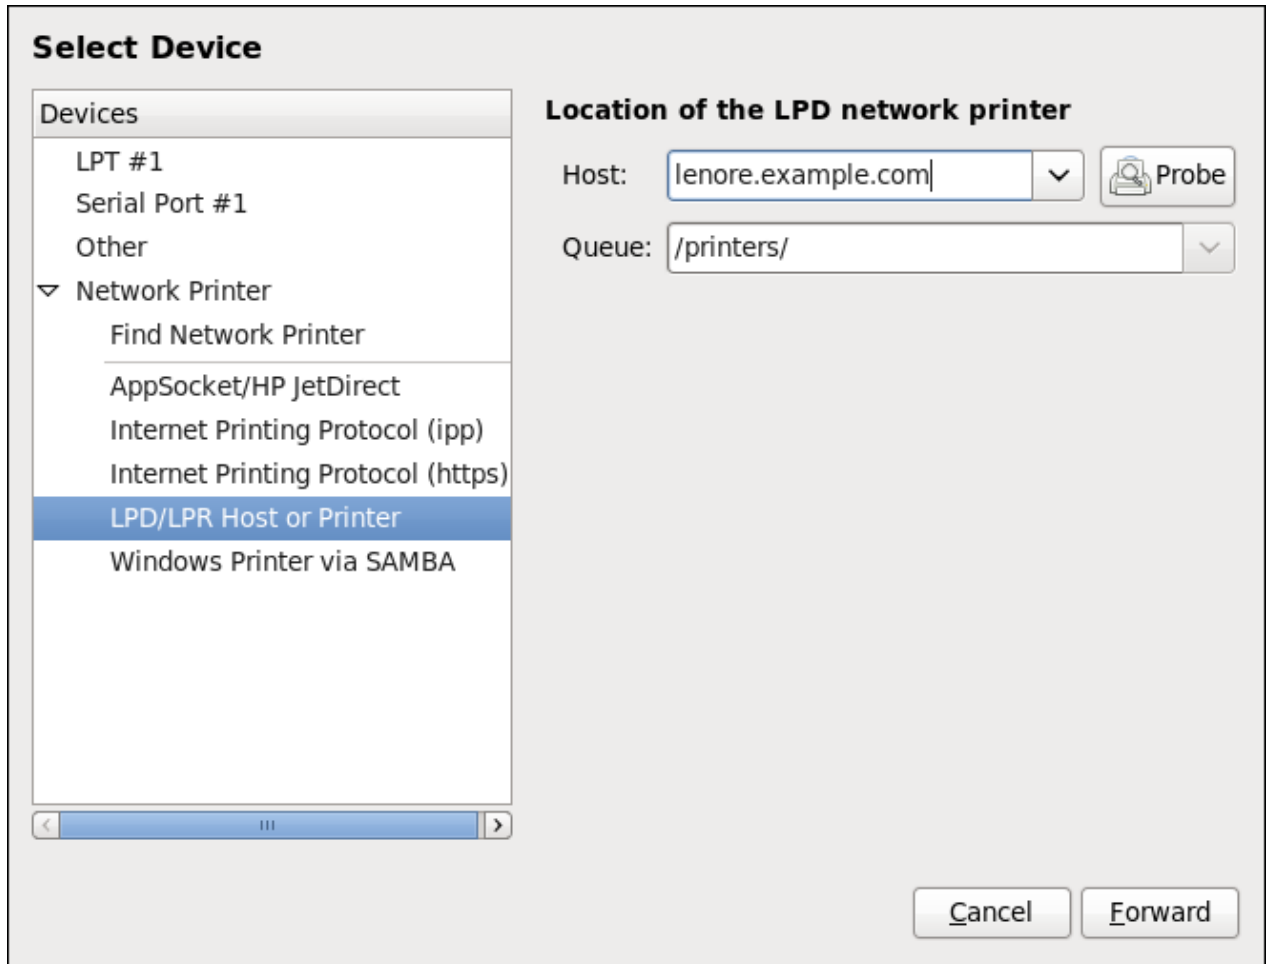 Select Device
Devices
LPT #1
Serial Port #1
Other
Network Printer
Find Network Printer
AppSocket/HP JetDirect
Internet Printing Protocol (ipp)
Internet Printing Protocol (https)
LPD/LPR Host or Printer
Windows Printer via SAMBA
Location of the LPD network printer
Host: lenore.example.com Probe
Queue: /printers/
Cancel Forward